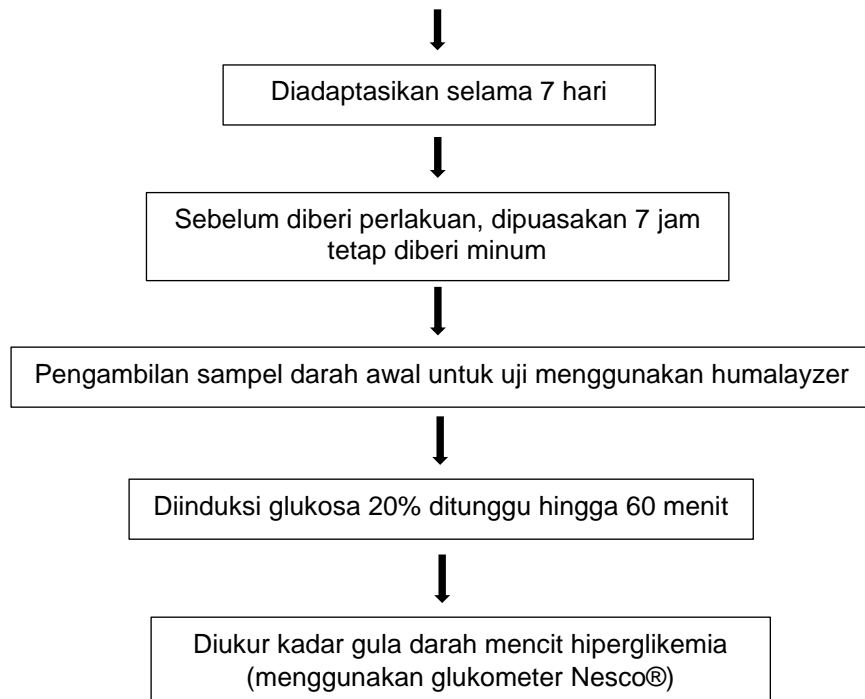 Diadaptasikan selama 7 hari
Sebelum diberi perlakuan, dipuasakan 7 jam
tetap diberi minum
Pengambilan sampel darah awal untuk uji menggunakan humalayzer
Diinduksi glukosa 20% ditunggu hingga 60 menit
Diukur kadar gula darah mencit hiperglikemia
(menggunakan glukometer Nesco®)